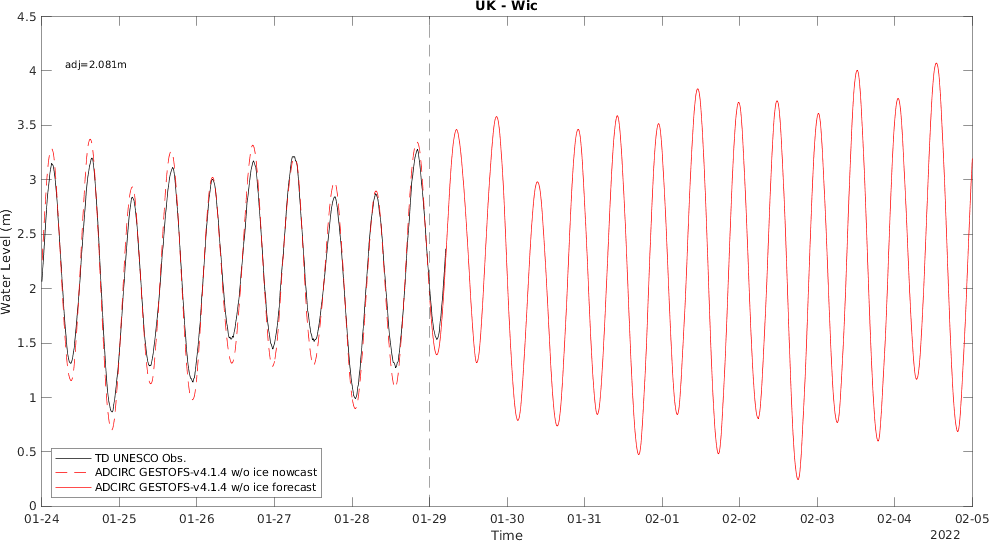 UK - Wic
adj=2.081m
Water Level (m)
4.5
4
3.5
3
2.5
2
1.5
1
0.5
0
TD UNESCO Obs.
ADCIRC GESTOFS-v4.1.4 w/o ice nowcast
ADCIRC GESTOFS-v4.1.4 w/o ice forecast
01-24 01-25 01-26 01-27 01-28 01-29 01-30 01-31 02-01 02-02 02-03 02-04 02-05
Time
2022